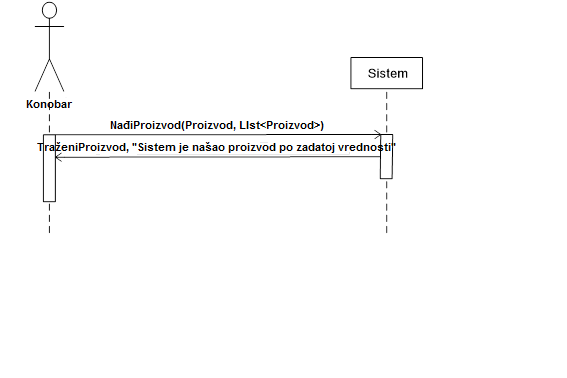 Sistem
Konobar
NađiProizvod(Proizvod, LIst<Proizvod>)
TraženiProizvod, "Sistem je našao proizvod po zadatoj vrednosti"